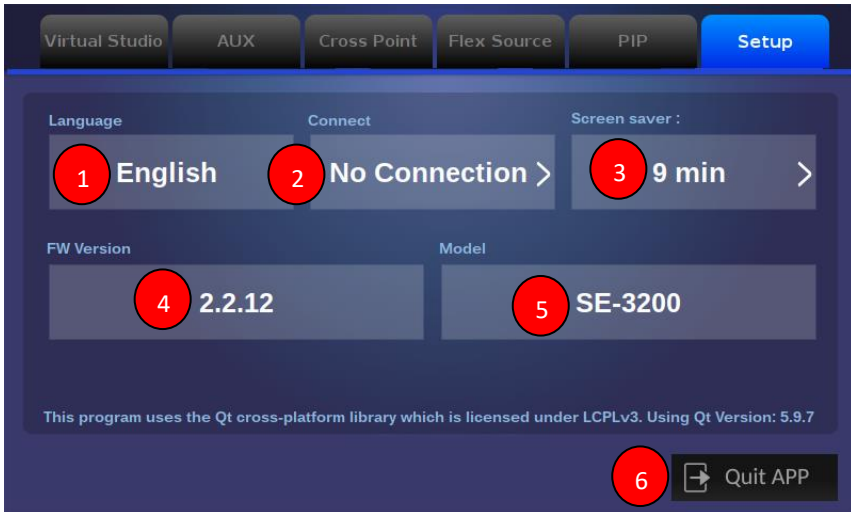 Virtual Studio AUX Cross Point Flex Source PIP Setup
Language Connect Screen saver :
1 English 2 No Connection > 3 9 min >
FW Version Model
4 2.2.12 5 SE-3200
This program uses the Qt cross-platform library which is licensed under LCPLv3. Using Qt Version: 5.9.7
6 Quit APP